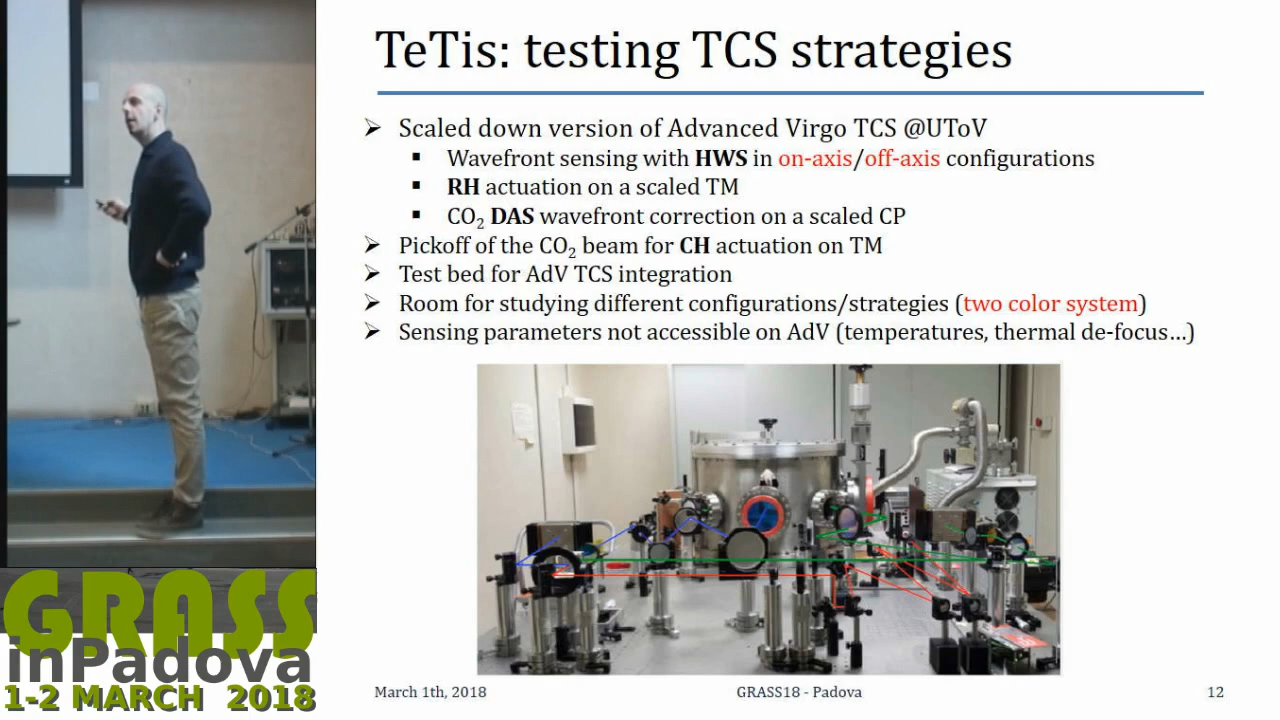 TeTis: testing TCS strategies
➢ Scaled down version of Advanced Virgo TCS @UToV
▪ Wavefront sensing with HWS in on-axis/off-axis configurations
▪ RH actuation on a scaled TM
▪ CO₂ DAS wavefront correction on a scaled CP
➢ Pickoff of the CO₂ beam for CH actuation on TM
➢ Test bed for AdV TCS integration
➢ Room for studying different configurations/strategies (two color system)
➢ Sensing parameters not accessible on AdV (temperatures, thermal de-focus…)
GRASS
inPadova
1-2 MARCH 2018
March 1th, 2018
GRASS18 - Padova
12